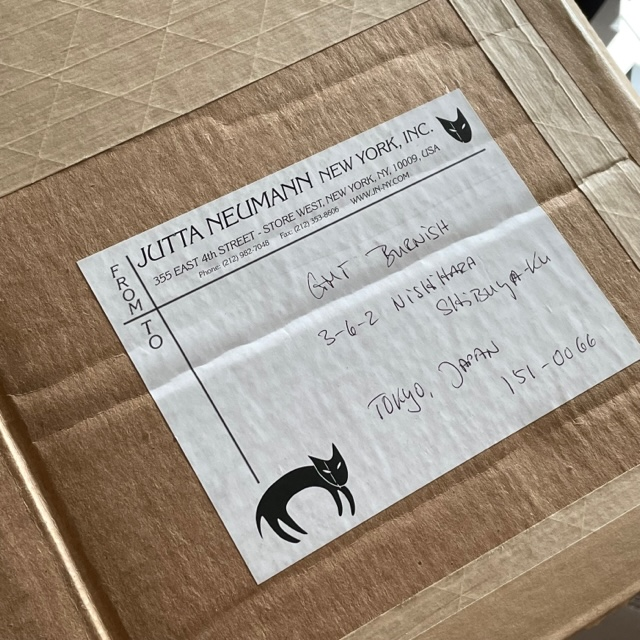 FROM
JUTTA NEUMANN NEW YORK, INC.
355 EAST 4th STREET - STORE WEST, NEW YORK, NY, 10009, USA
Phone: (212) 982-7048 Fax: (212) 353-8606 WWW.JN-NY.COM
TO
GMT BURNISH
3-6-2 NISHIHARA
SHIBUYA-KU
TOKYO, JAPAN
151-0066